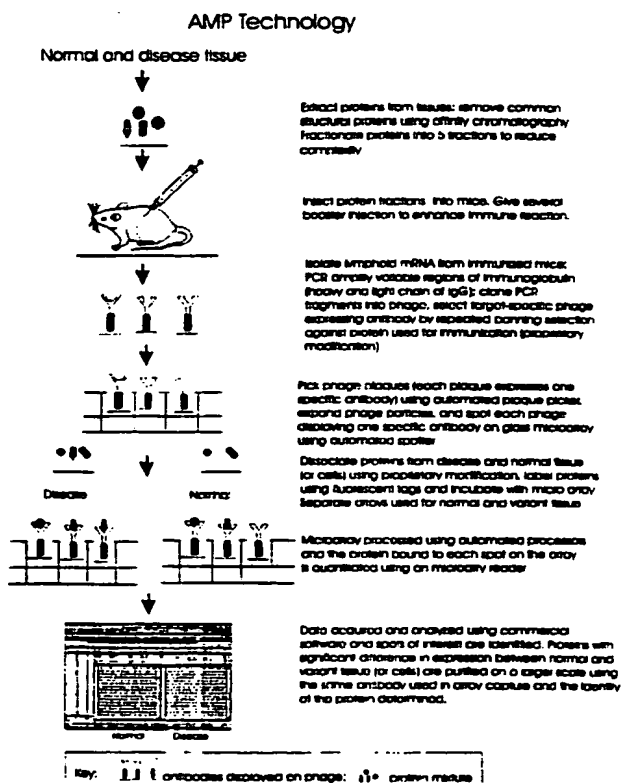 AMP Technology
Normal and disease tissue
Extract proteins from tissues: remove common
structural proteins using affinity chromatography
Fractionate proteins into 5 fractions to reduce
complexity
Inject protein fractions into mice. Give several
booster injection to enhance immune reaction.
Isolate lymphoid mRNA from immunized mice:
PCR amplify variable regions of immunoglobulin
(heavy and light chain of IgG); clone PCR
fragments into phage, select target-specific phage
expressing antibody by repeated panning selection
against protein used for immunization (proprietary
modification)
Pick phage plaques (each plaque expresses one
specific antibody) using automated plaque picker,
expand phage particles, and spot each phage
displaying one specific antibody on glass microarray
using automated spotter
Dissociate proteins from disease and normal tissue
(or cells) using proprietary modification, label proteins
using fluorescent tags and incubate with micro array
Separate arrays used for normal and variant tissue
Disease
Normal
Microarray processed using automated processor
and the protein bound to each spot on the array
is quantitated using an microarray reader
Data acquired and analyzed using commercial
software and spots of interest are identified. Proteins with
significant difference in expression between normal and
variant tissue (or cells) are purified on a larger scale using
the same antibody used in array capture and the identity
of the protein determined.
Normal
Disease
Key: antibodies displayed on phage; protein mixture